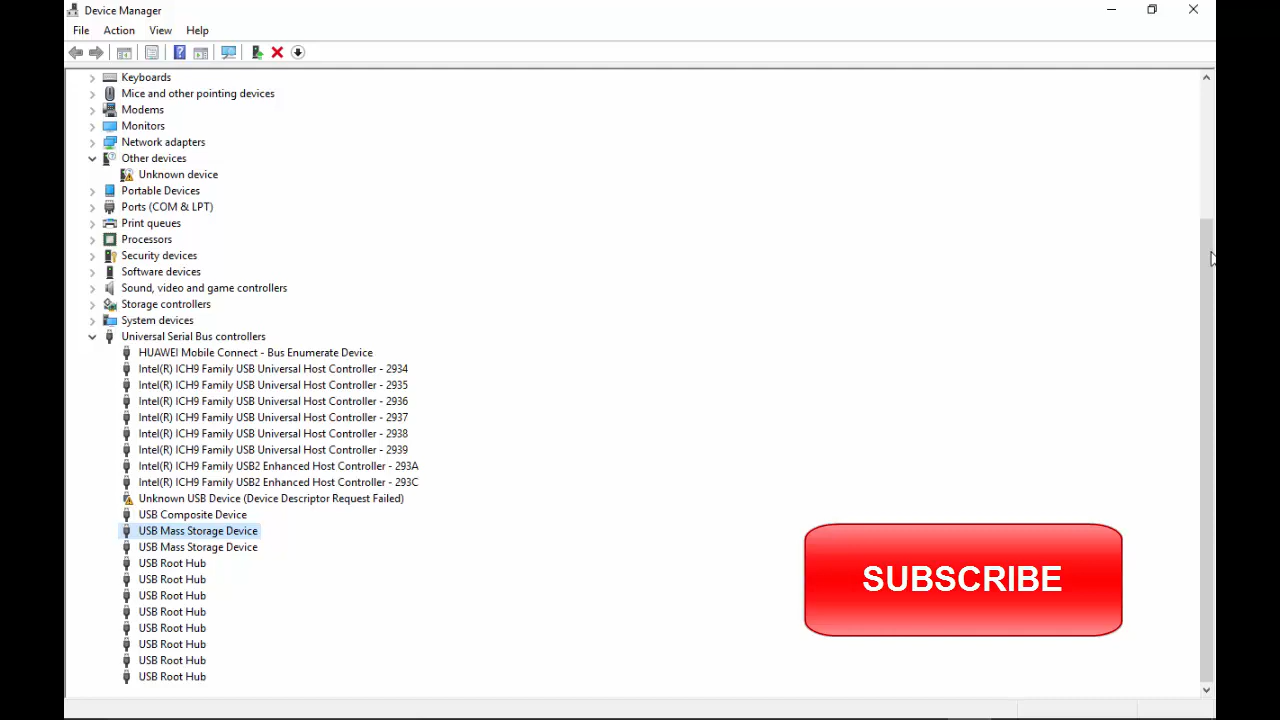 Device Manager
File Action View Help
Keyboards
Mice and other pointing devices
Modems
Monitors
Network adapters
Other devices
Unknown device
Portable Devices
Ports (COM & LPT)
Print queues
Processors
Security devices
Software devices
Sound, video and game controllers
Storage controllers
System devices
Universal Serial Bus controllers
HUAWEI Mobile Connect - Bus Enumerate Device
Intel(R) ICH9 Family USB Universal Host Controller - 2934
Intel(R) ICH9 Family USB Universal Host Controller - 2935
Intel(R) ICH9 Family USB Universal Host Controller - 2936
Intel(R) ICH9 Family USB Universal Host Controller - 2937
Intel(R) ICH9 Family USB Universal Host Controller - 2938
Intel(R) ICH9 Family USB Universal Host Controller - 2939
Intel(R) ICH9 Family USB2 Enhanced Host Controller - 293A
Intel(R) ICH9 Family USB2 Enhanced Host Controller - 293C
Unknown USB Device (Device Descriptor Request Failed)
USB Composite Device
USB Mass Storage Device
USB Mass Storage Device
USB Root Hub
USB Root Hub
USB Root Hub
USB Root Hub
USB Root Hub
USB Root Hub
USB Root Hub
USB Root Hub
SUBSCRIBE